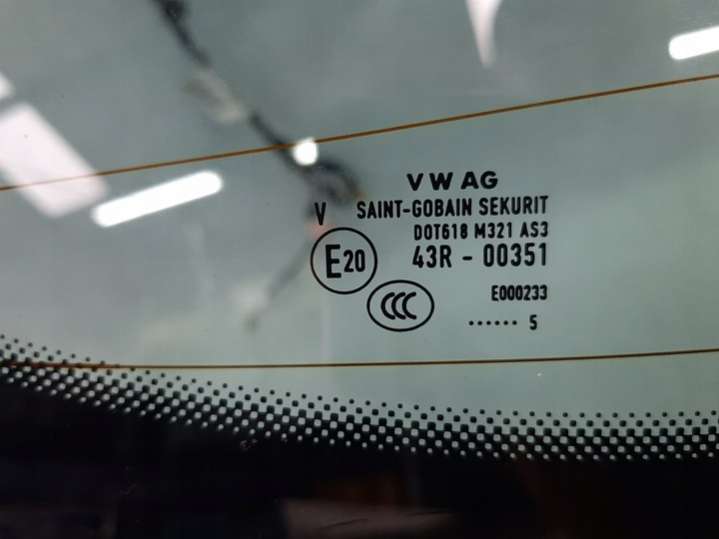 VW AG
V SAINT-GOBAIN SEKURIT
DOT618 M321 AS3
E20 43R - 00351
CCC E000233
...... 5